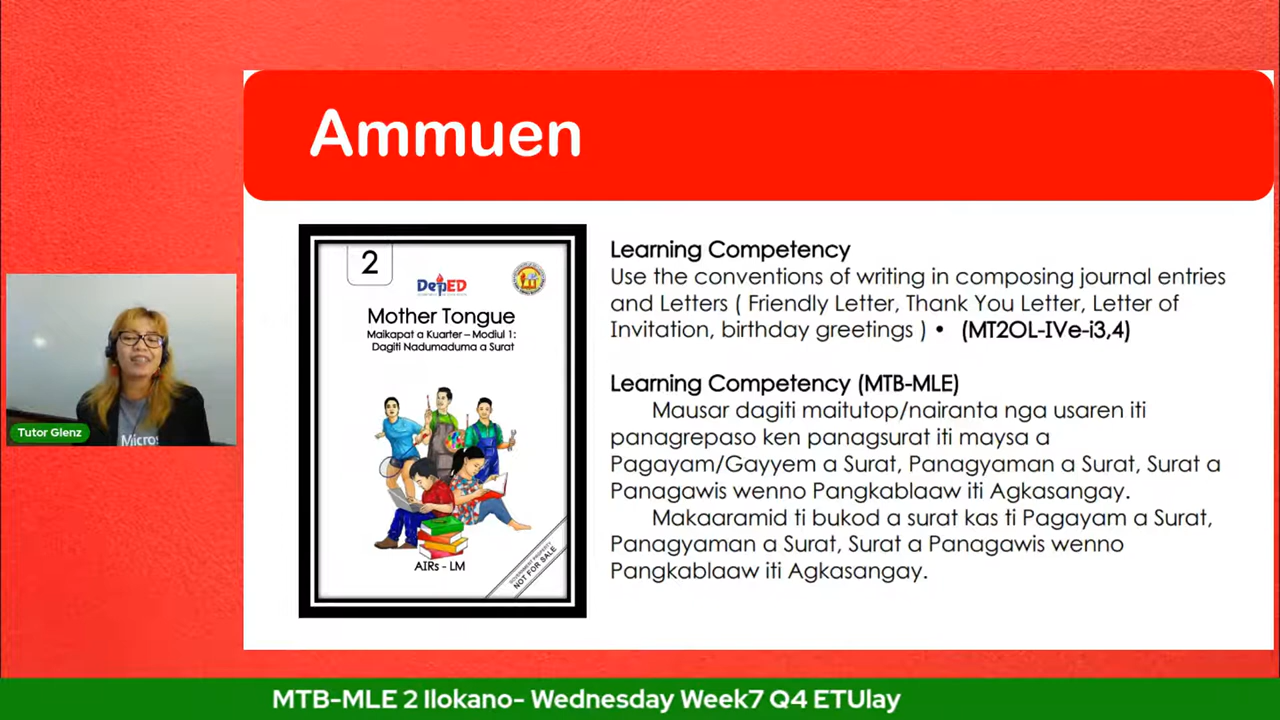 Ammuen
2
DepED
Mother Tongue
Maikapat a Kuarter – Modiul 1:
Dagiti Nadumaduma a Surat
AIRs - LM
GOVERNMENT PROPERTY
NOT FOR SALE
Learning Competency
Use the conventions of writing in composing journal entries
and Letters ( Friendly Letter, Thank You Letter, Letter of
Invitation, birthday greetings ) • (MT2OL-IVe-i3,4)
Learning Competency (MTB-MLE)
Mausar dagiti maitutop/nairanta nga usaren iti
panagrepaso ken panagsurat iti maysa a
Pagayam/Gayyem a Surat, Panagyaman a Surat, Surat a
Panagawis wenno Pangkablaaw iti Agkasangay.
Makaaramid ti bukod a surat kas ti Pagayam a Surat,
Panagyaman a Surat, Surat a Panagawis wenno
Pangkablaaw iti Agkasangay.
Tutor Glenz
Micros
MTB-MLE 2 Ilokano- Wednesday Week7 Q4 ETUlay